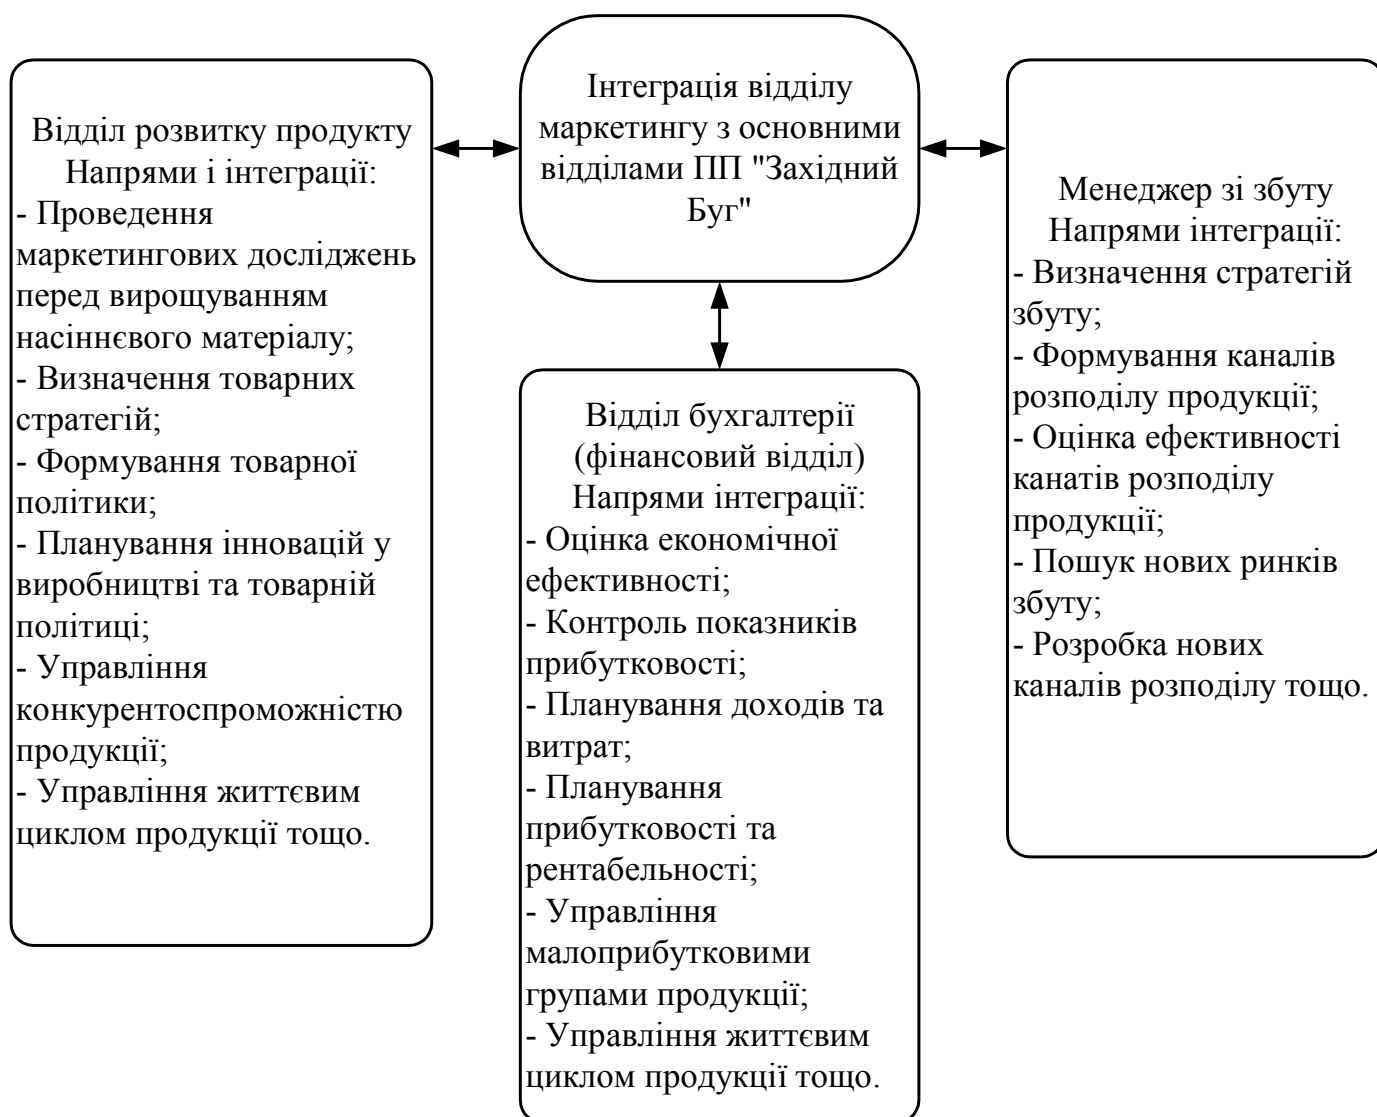 Інтеграція відділу
маркетингу з основними
відділами ПП "Західний
Буг"
Відділ розвитку продукту
Напрями і інтеграції:
- Проведення
маркетингових досліджень
перед вирощуванням
насіннєвого матеріалу;
- Визначення товарних
стратегій;
- Формування товарної
політики;
- Планування інновацій у
виробництві та товарній
політиці;
- Управління
конкурентоспроможністю
продукції;
- Управління життєвим
циклом продукції тощо.
Відділ бухгалтерії
(фінансовий відділ)
Напрями інтеграції:
- Оцінка економічної
ефективності;
- Контроль показників
прибутковості;
- Планування доходів та
витрат;
- Планування
прибутковості та
рентабельності;
- Управління
малоприбутковими
групами продукції;
- Управління життєвим
циклом продукції тощо.
Менеджер зі збуту
Напрями інтеграції:
- Визначення стратегій
збуту;
- Формування каналів
розподілу продукції;
- Оцінка ефективності
канатів розподілу
продукції;
- Пошук нових ринків
збуту;
- Розробка нових
каналів розподілу тощо.